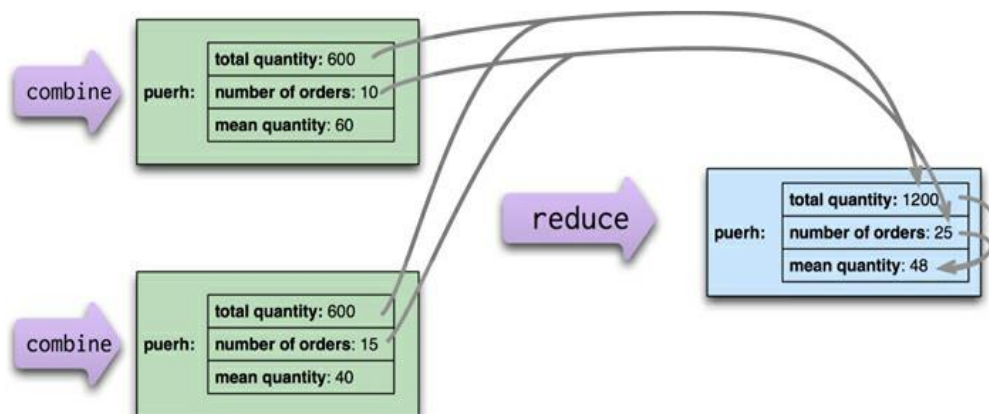 combine
puerh:
total quantity: 600
number of orders: 10
mean quantity: 60
reduce
puerh:
total quantity: 1200
number of orders: 25
mean quantity: 48
combine
puerh:
total quantity: 600
number of orders: 15
mean quantity: 40